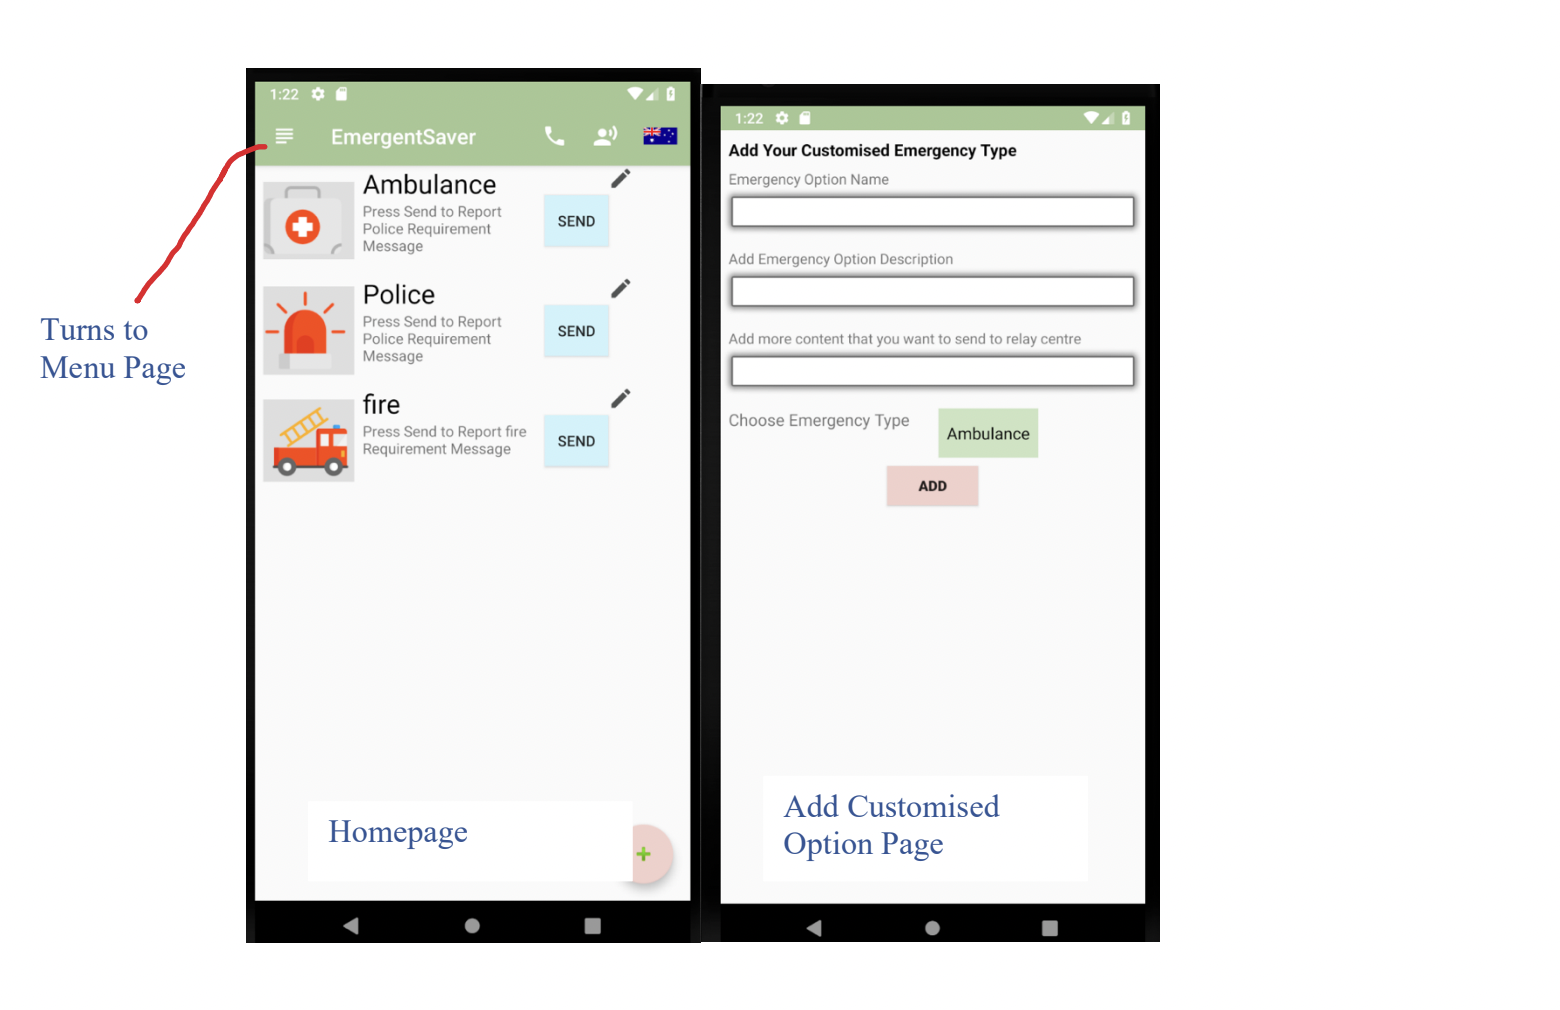 1:22
EmergentSaver
Ambulance
Press Send to Report
Police Requirement
Message
SEND
Police
Press Send to Report
Police Requirement
Message
SEND
fire
Press Send to Report fire
Requirement Message
SEND
Homepage
+
Turns to
Menu Page
1:22
Add Your Customised Emergency Type
Emergency Option Name
Add Emergency Option Description
Add more content that you want to send to relay centre
Choose Emergency Type
Ambulance
ADD
Add Customised
Option Page